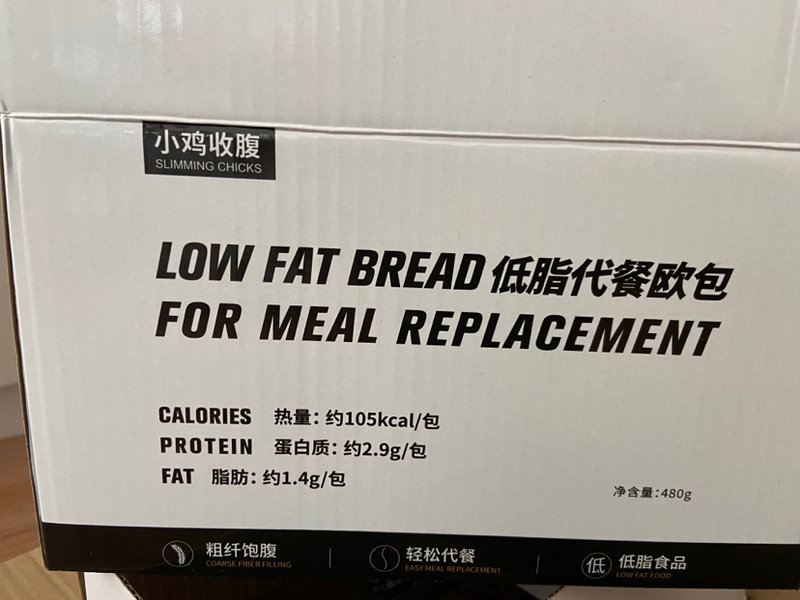 小鸡收腹
SLIMMING CHICKS
LOW FAT BREAD 低脂代餐欧包
FOR MEAL REPLACEMENT
CALORIES 热量：约105kcal/包
PROTEIN 蛋白质：约2.9g/包
FAT 脂肪：约1.4g/包
净含量：480g
粗纤饱腹
COARSE FIBER FILLING
轻松代餐
EASY MEAL REPLACEMENT
低 低脂食品
LOW FAT FOOD